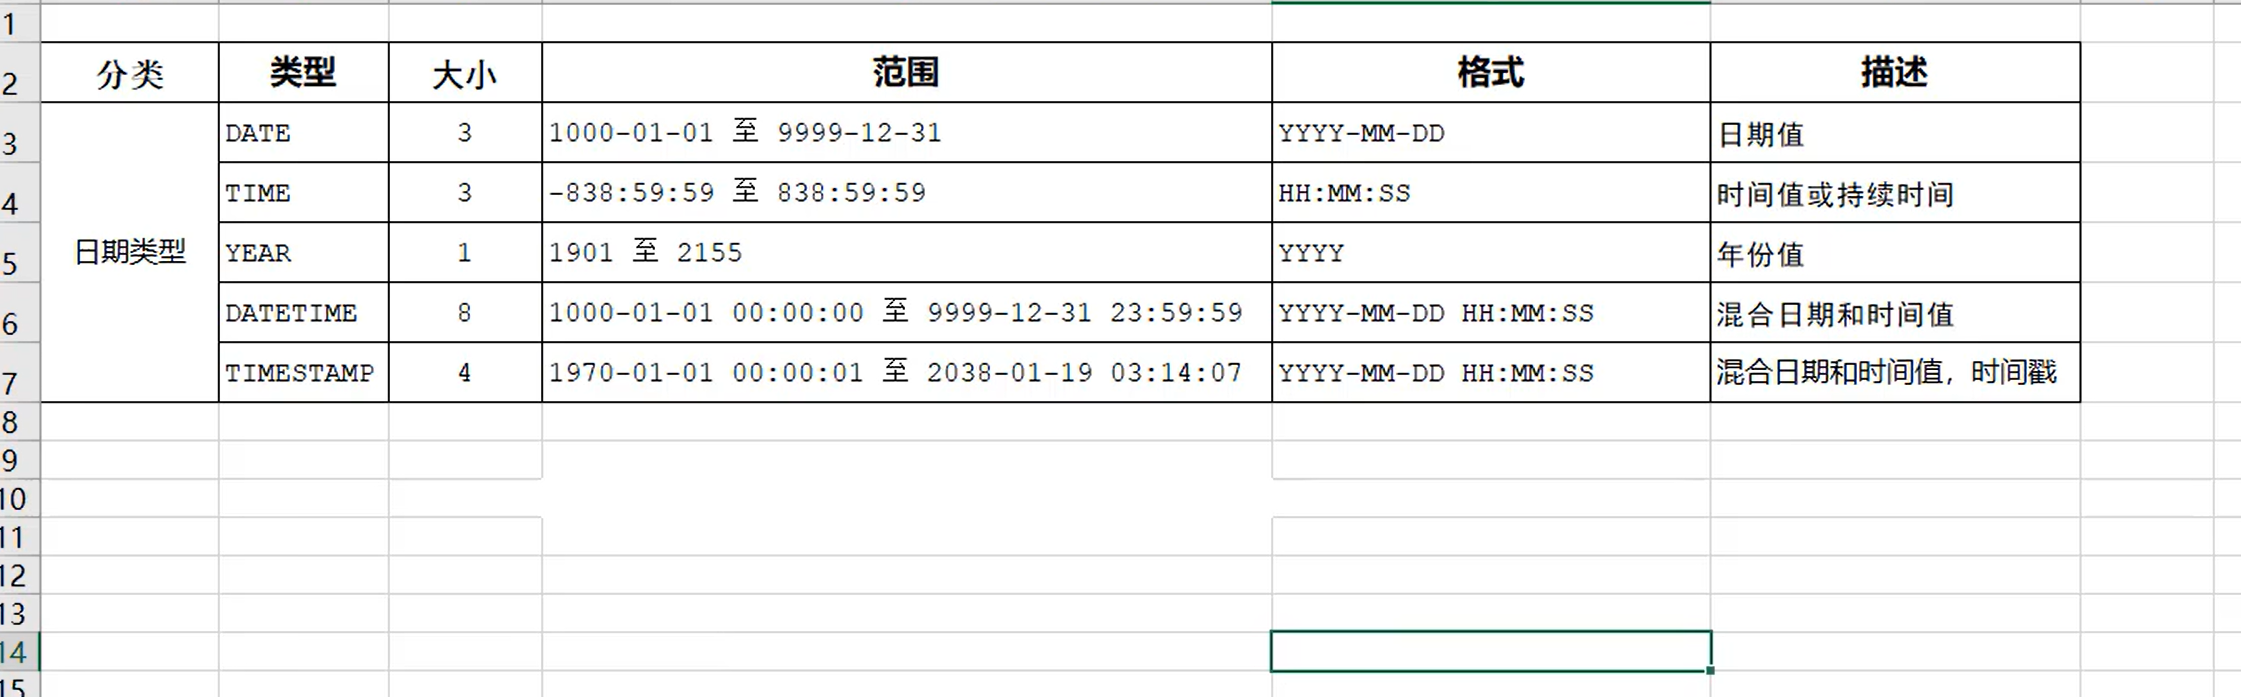 1
2 分类 类型 大小 范围 格式 描述
3 DATE 3 1000-01-01 至 9999-12-31 YYYY-MM-DD 日期值
4 TIME 3 -838:59:59 至 838:59:59 HH:MM:SS 时间值或持续时间
5 日期类型 YEAR 1 1901 至 2155 YYYY 年份值
6 DATETIME 8 1000-01-01 00:00:00 至 9999-12-31 23:59:59 YYYY-MM-DD HH:MM:SS 混合日期和时间值
7 TIMESTAMP 4 1970-01-01 00:00:01 至 2038-01-19 03:14:07 YYYY-MM-DD HH:MM:SS 混合日期和时间值，时间戳
8
9
10
11
12
13
14
15